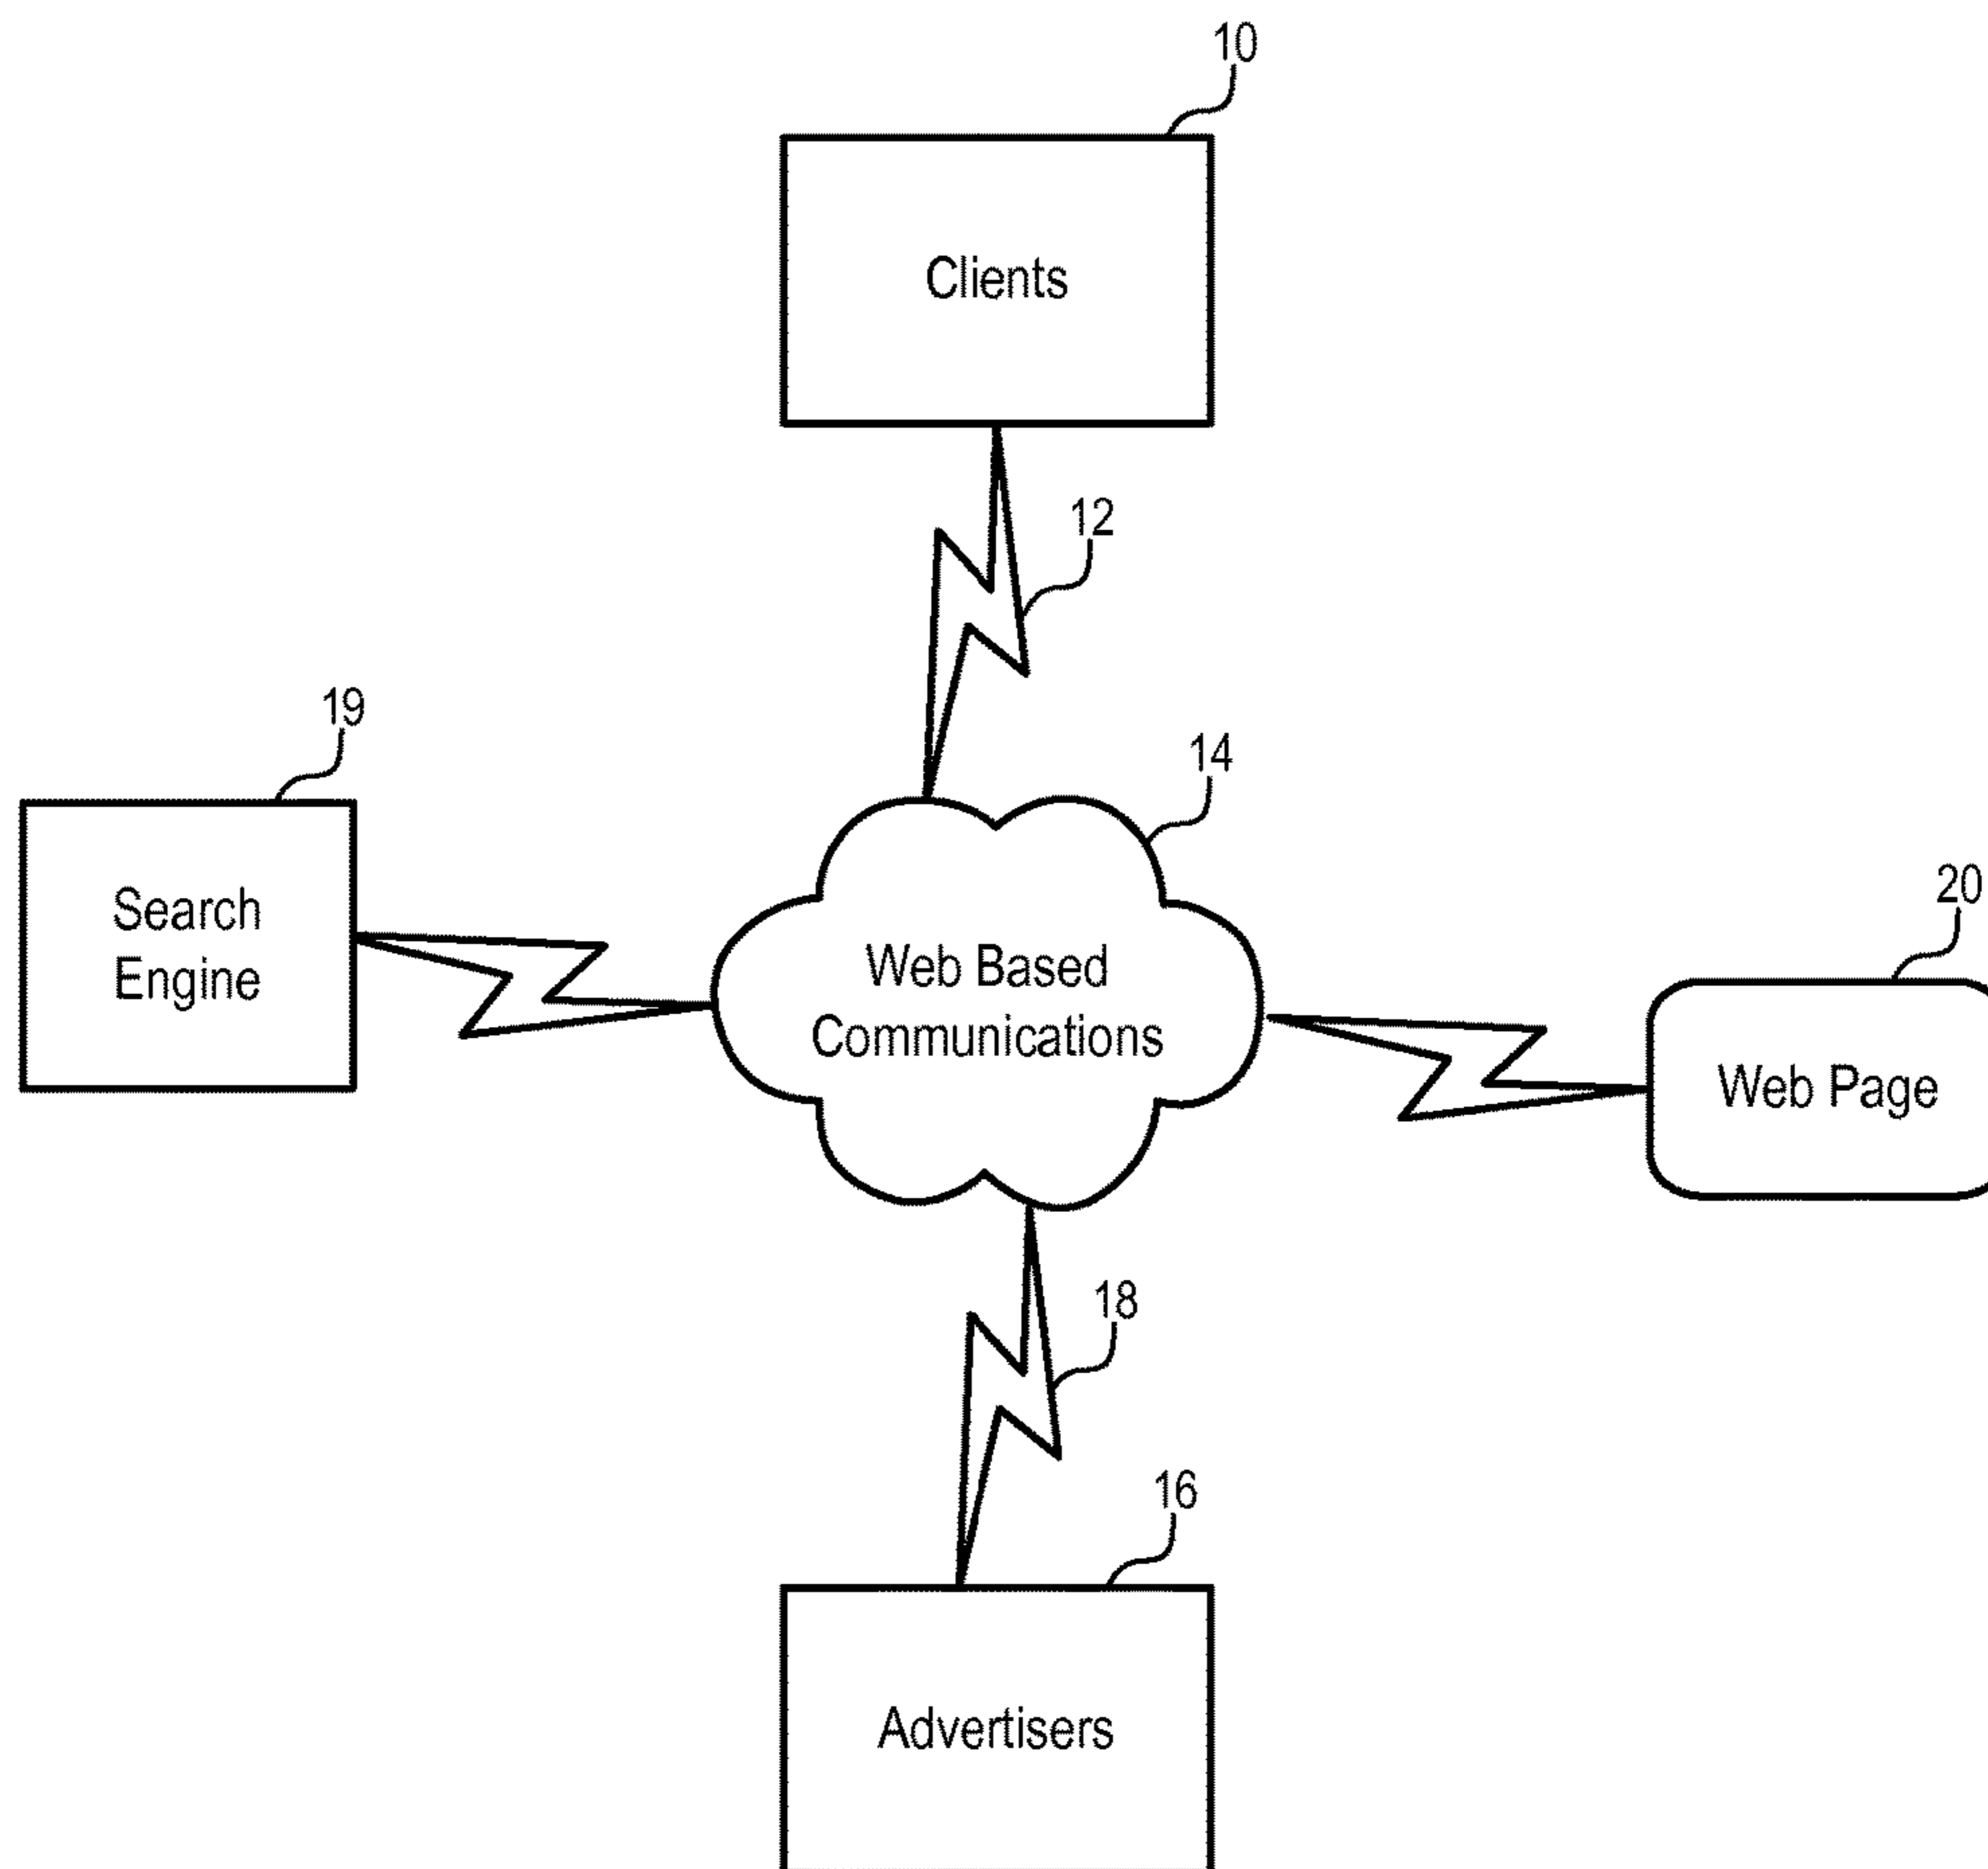 10
Clients
12
19
14
Search
Engine
20
Web Based
Communications
Web Page
18
16
Advertisers